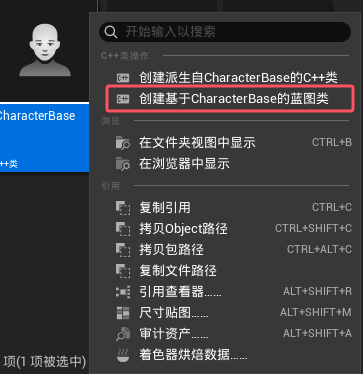 开始输入以搜索
C++类操作
C++ 创建派生自CharacterBase的C++类
CharacterBase
C++ 创建基于CharacterBase的蓝图类
浏览
在文件夹视图中显示 CTRL+B
++类
在浏览器中显示
引用
复制引用 CTRL+C
拷贝Object路径 CTRL+SHIFT+C
拷贝包路径 CTRL+ALT+C
复制文件路径
引用查看器...... ALT+SHIFT+R
尺寸贴图...... ALT+SHIFT+M
审计资产...... ALT+SHIFT+A
项(1 项被选中)
着色器烘焙数据......